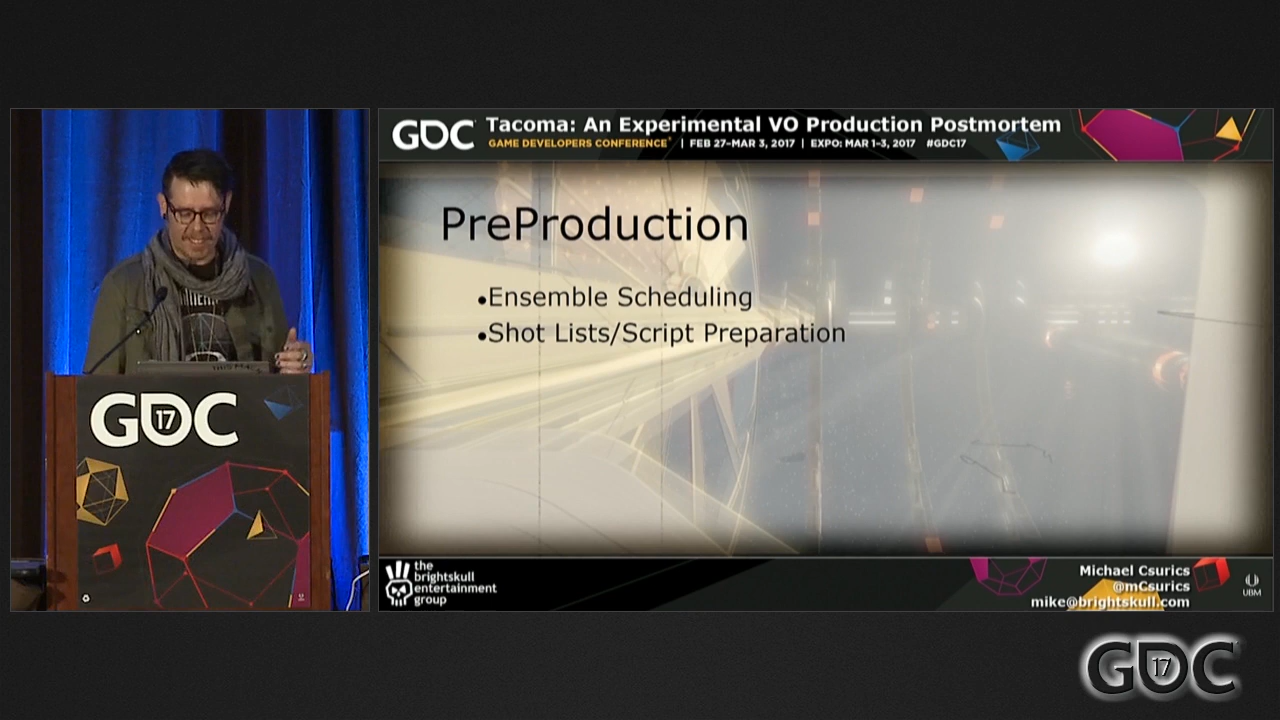 GDC
Tacoma: An Experimental VO Production Postmortem
GAME DEVELOPERS CONFERENCE® | FEB 27–MAR 3, 2017 | EXPO: MAR 1–3, 2017 #GDC17
PreProduction
•Ensemble Scheduling
•Shot Lists/Script Preparation
GDC
17
the
brightskull
entertainment
group
Michael Csurics
@mCsurics
mike@brightskull.com
UBM
GDC
17